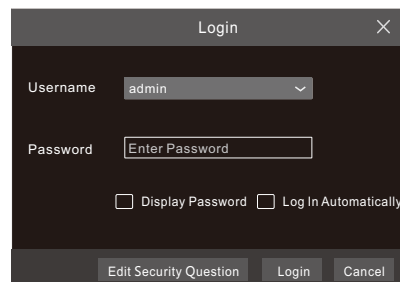 Login
Username admin
Password Enter Password
Display Password Log In Automatically
Edit Security Question Login Cancel